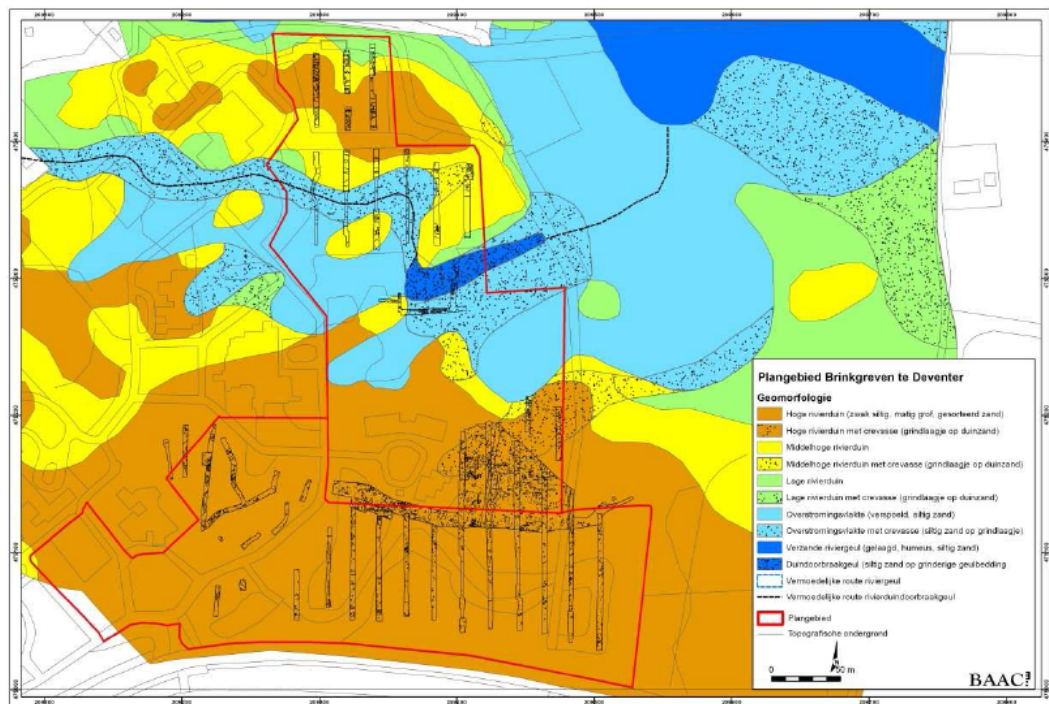 Plangebied Brinkgreven te Deventer
Geomorfologie
Hoge rivierduin (zwak siltig, matig grof, gesorteerd zand)
Hoge rivierduin met crevasse (grindlaagje op duinzand)
Middelhoge rivierduin
Middelhoge rivierduin met crevasse (grindlaagje op duinzand)
Lage rivierduin
Lage rivierduin met crevasse (grindlaagje op duinzand)
Overstromingsvlakte (verspoeld, siltig zand)
Overstromingsvlakte met crevasse (siltig zand op grindlaagje)
Verzande riviergeul (gelaagd, humeus, siltig zand)
Duindoorbraakgeul (siltig zand op grinderige geulbedding
Vermoedelijke route riviergeul
Vermoedelijke route rivierduindoorbraakgeul
Plangebied
Topografische ondergrond
0 50 m
BAAC